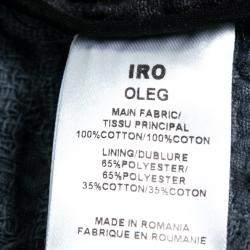 IRO
OLEG
MAIN FABRIC/
TISSU PRINCIPAL
100%COTTON/100%COTON
LINING/DUBLURE
65%POLYESTER/
65%POLYESTER
35%COTTON/35%COTON
MADE IN ROMANIA
FABRIQUE EN ROUMANIE